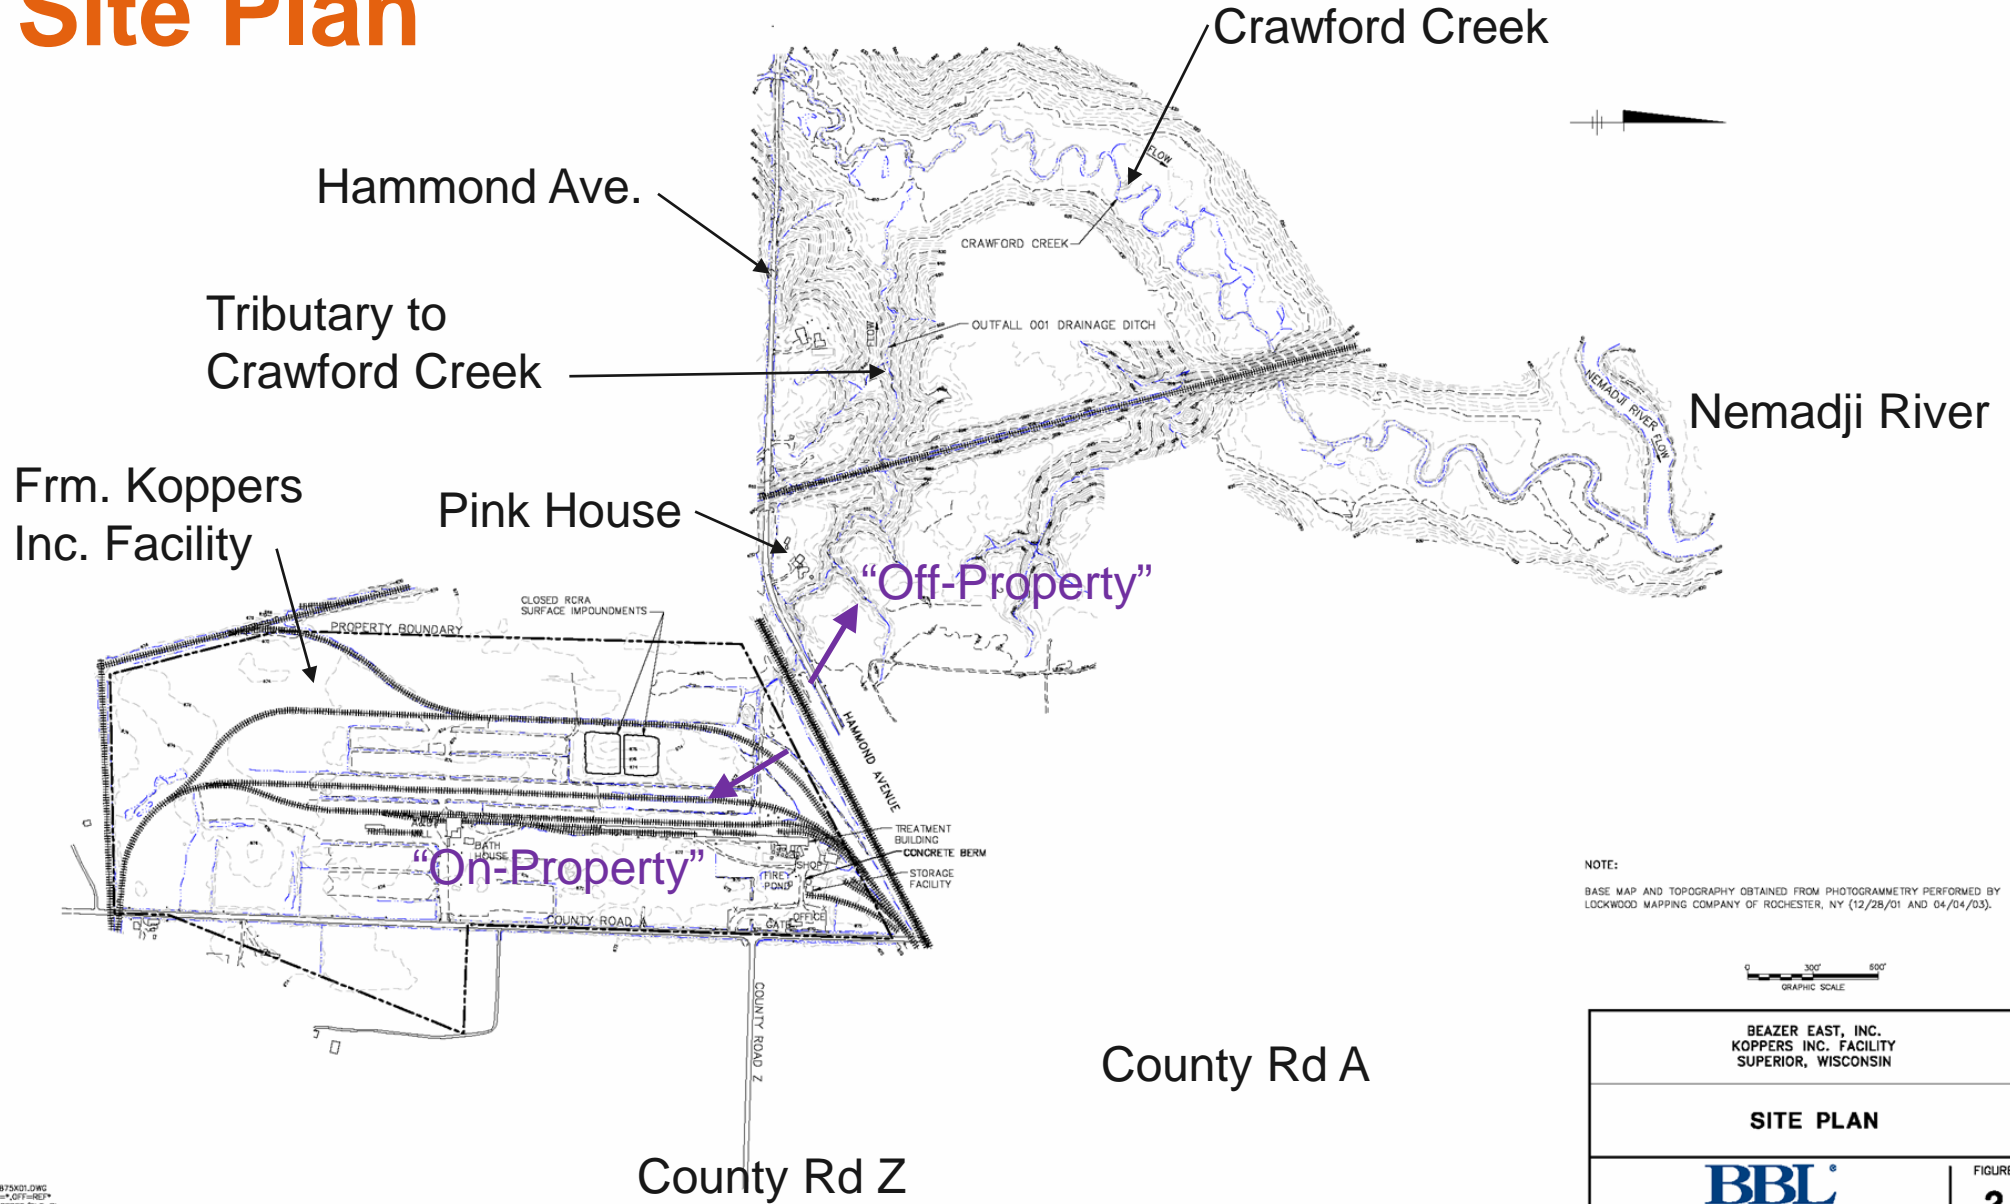 Site Plan
Crawford Creek
Hammond Ave.
FLOW
CRAWFORD CREEK
Tributary to
Crawford Creek
FLOW
OUTFALL 001 DRAINAGE DITCH
NEMADJI RIVER
FLOW
Nemadji River
Frm. Koppers
Inc. Facility
Pink House
“Off-Property”
CLOSED RCRA
SURFACE IMPOUNDMENTS
PROPERTY BOUNDARY
HAMMOND AVENUE
TREATMENT
BUILDING
CONCRETE BERM
STORAGE
FACILITY
MILL
BATH
HOUSE
“On-Property”
SHOP
FIRE
POND
OFFICE
GATE
COUNTY ROAD A
COUNTY ROAD Z
County Rd A
County Rd Z
NOTE:
BASE MAP AND TOPOGRAPHY OBTAINED FROM PHOTOGRAMMETRY PERFORMED BY
LOCKWOOD MAPPING COMPANY OF ROCHESTER, NY (12/28/01 AND 04/04/03).
0 300' 600'
GRAPHIC SCALE
BEAZER EAST, INC.
KOPPERS INC. FACILITY
SUPERIOR, WISCONSIN
SITE PLAN
BBL
FIGURE